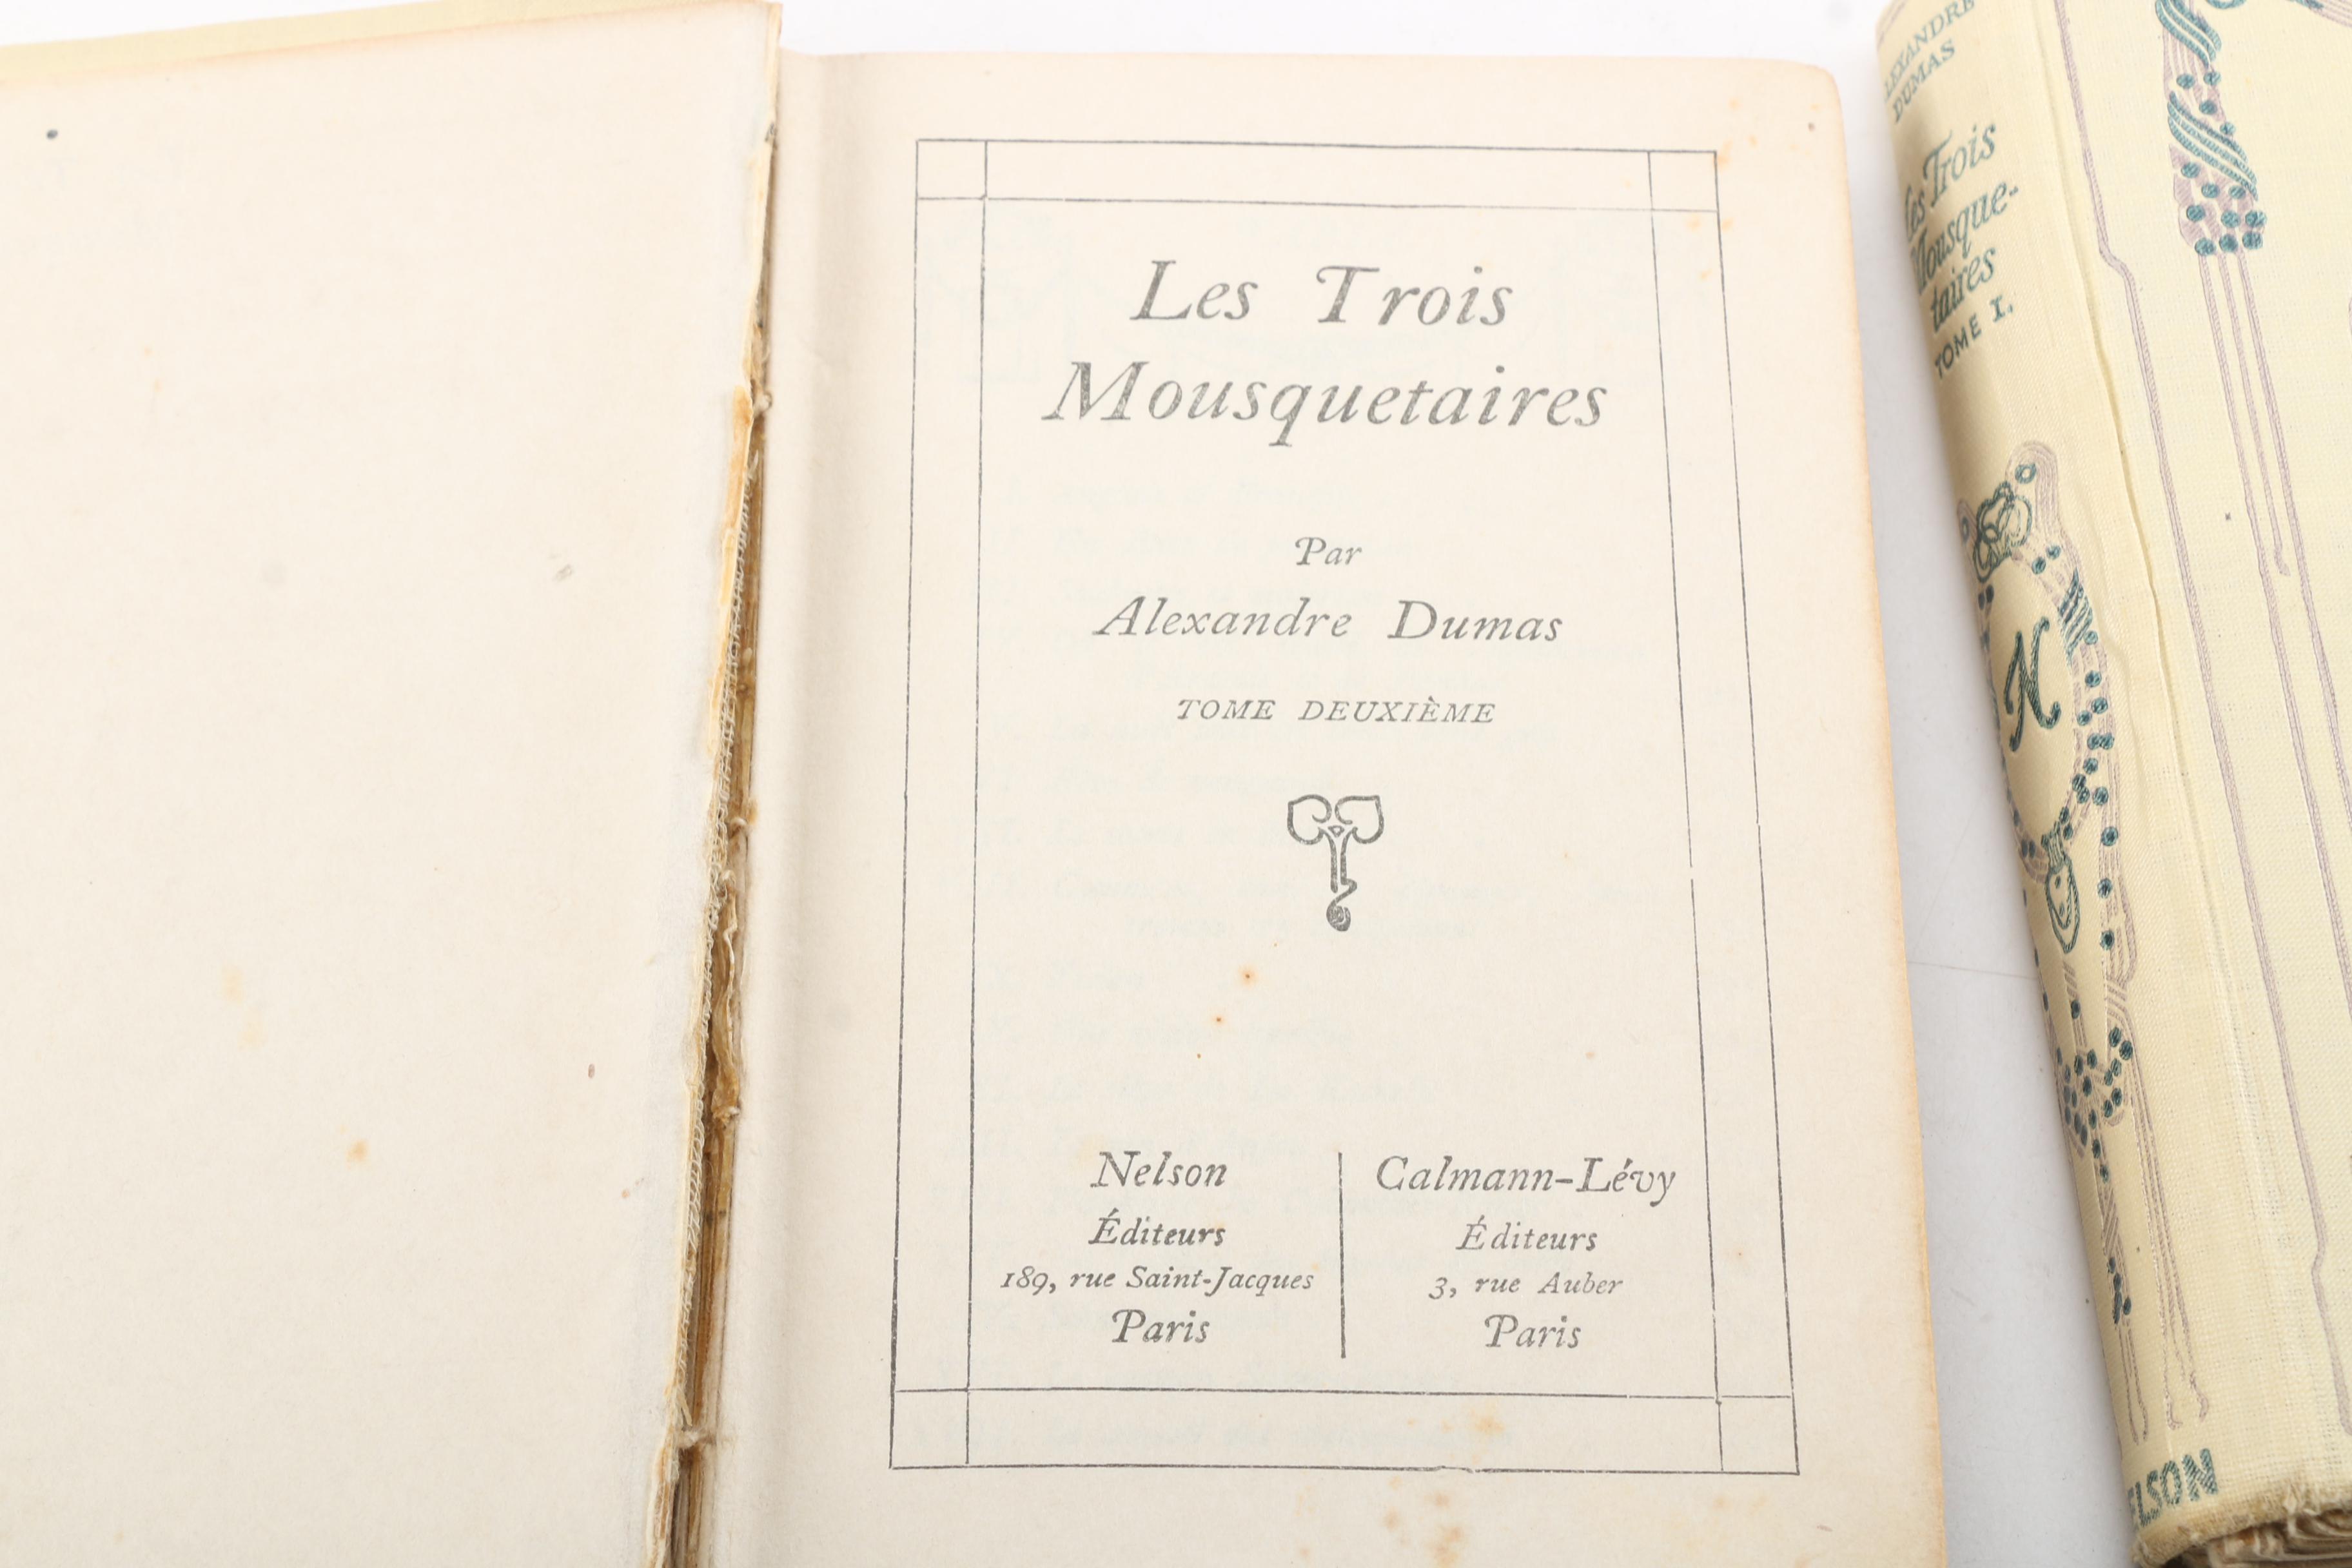 Les Trois
Mousquetaires
Par
Alexandre Dumas
TOME DEUXIÈME
Nelson
Éditeurs
189, rue Saint-Jacques
Paris
Calmann-Lévy
Éditeurs
3, rue Auber
Paris
ALEXANDRE
DUMAS
Les Trois
Mousque-
taires
TOME I.
N
NELSON